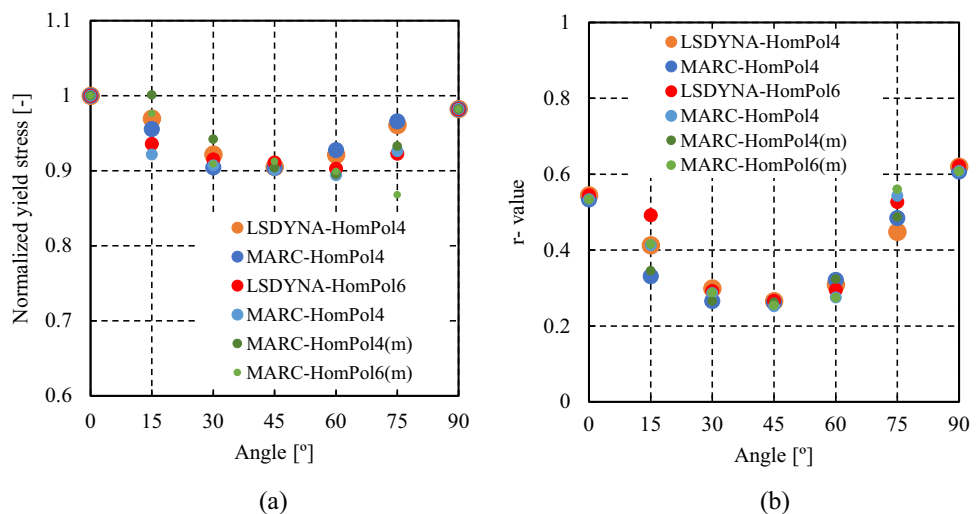 Normalized yield stress [-]
1.1
1
0.9
0.8
0.7
0.6
LSDYNA-HomPol4
MARC-HomPol4
LSDYNA-HomPol6
MARC-HomPol4
MARC-HomPol4(m)
MARC-HomPol6(m)
0 15 30 45 60 75 90
Angle [º]
(a)
r- value
1
0.8
0.6
0.4
0.2
0
LSDYNA-HomPol4
MARC-HomPol4
LSDYNA-HomPol6
MARC-HomPol4
MARC-HomPol4(m)
MARC-HomPol6(m)
0 15 30 45 60 75 90
Angle [º]
(b)